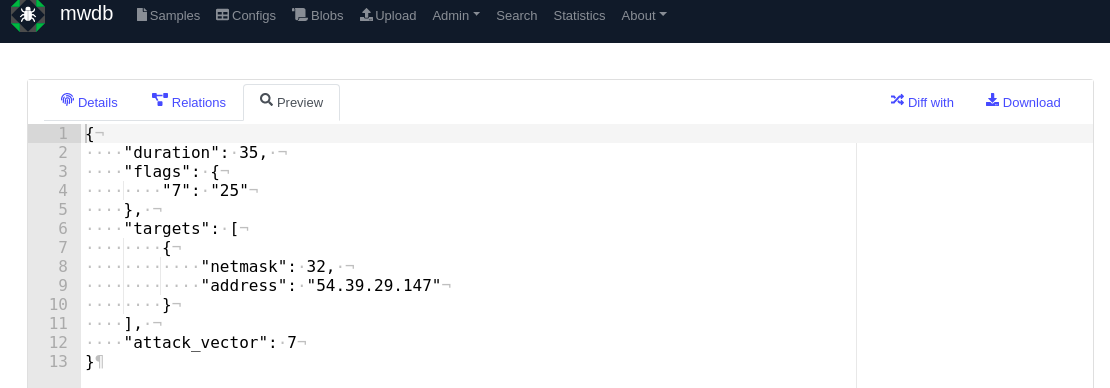 mwdb Samples Configs Blobs Upload Admin Search Statistics About
Details Relations Preview Diff with Download
1 {¬
2 ····"duration":·35,·¬
3 ····"flags":·{¬
4 ········"7":·"25"¬
5 ····},·¬
6 ····"targets":·[¬
7 ········{¬
8 ············"netmask":·32,·¬
9 ············"address":·"54.39.29.147"¬
10 ········}¬
11 ····],·¬
12 ····"attack_vector":·7¬
13 }¶